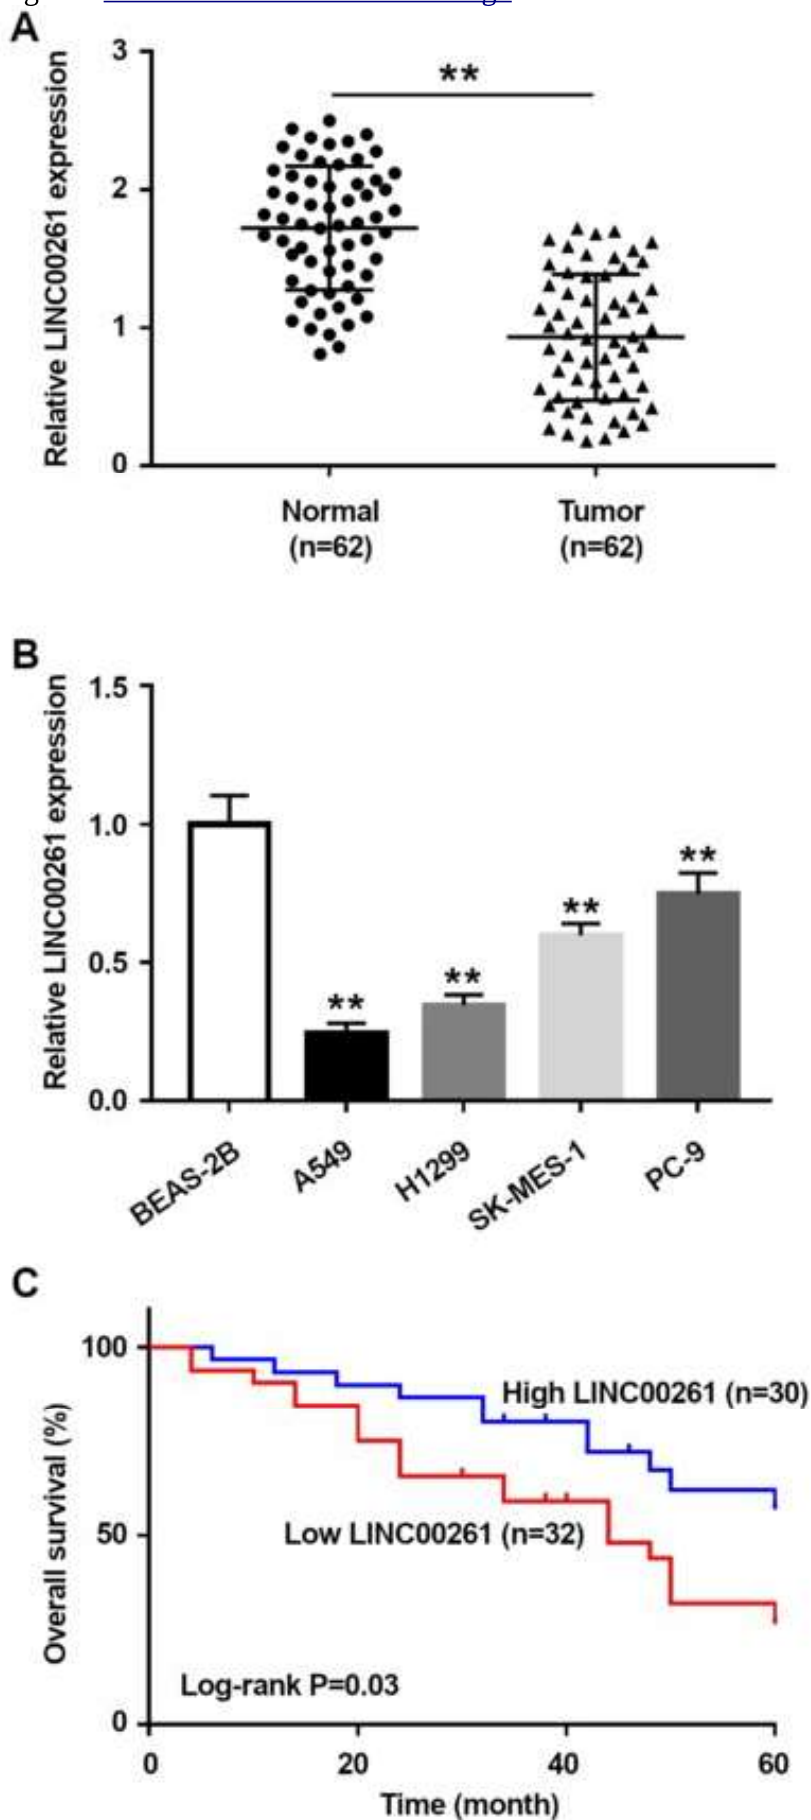 A
Relative LINC00261 expression
3
2
1
0
**
Normal
(n=62)
Tumor
(n=62)
B
Relative LINC00261 expression
1.5
1.0
0.5
0.0
**
**
**
**
BEAS-2B
A549
H1299
SK-MES-1
PC-9
C
Overall survival (%)
100
50
0
High LINC00261 (n=30)
Low LINC00261 (n=32)
Log-rank P=0.03
0
20
40
60
Time (month)